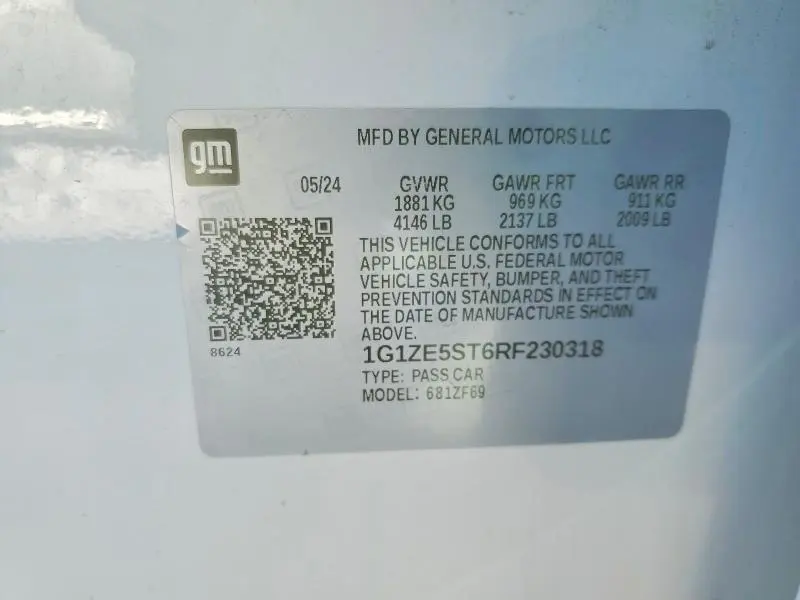 gm
MFD BY GENERAL MOTORS LLC
05/24 GVWR GAWR FRT GAWR RR
1881 KG 969 KG 911 KG
4146 LB 2137 LB 2009 LB
THIS VEHICLE CONFORMS TO ALL
APPLICABLE U.S. FEDERAL MOTOR
VEHICLE SAFETY, BUMPER, AND THEFT
PREVENTION STANDARDS IN EFFECT ON
THE DATE OF MANUFACTURE SHOWN
ABOVE.
8624
1G1ZE5ST6RF230318
TYPE: PASS CAR
MODEL: 681ZF69